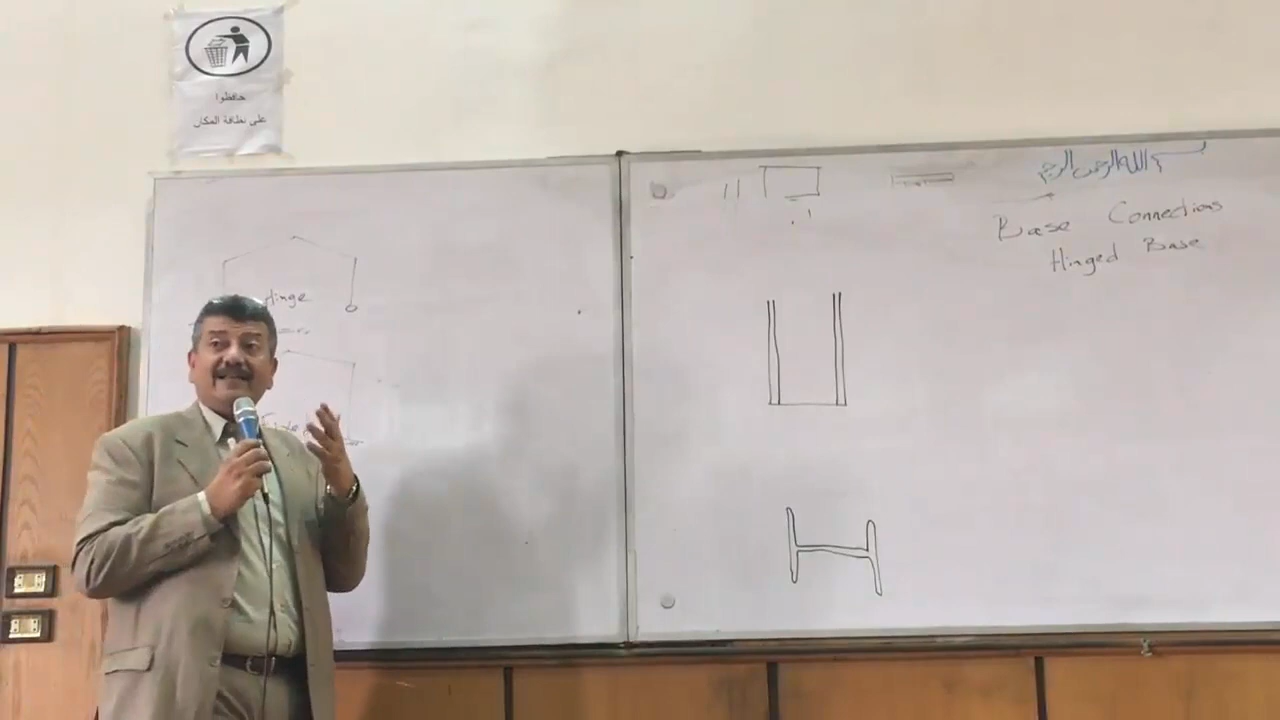 حافظوا
على نظافة المكان
بسم الله الرحمن الرحيم
Base Connections
Hinged Base
Hinge